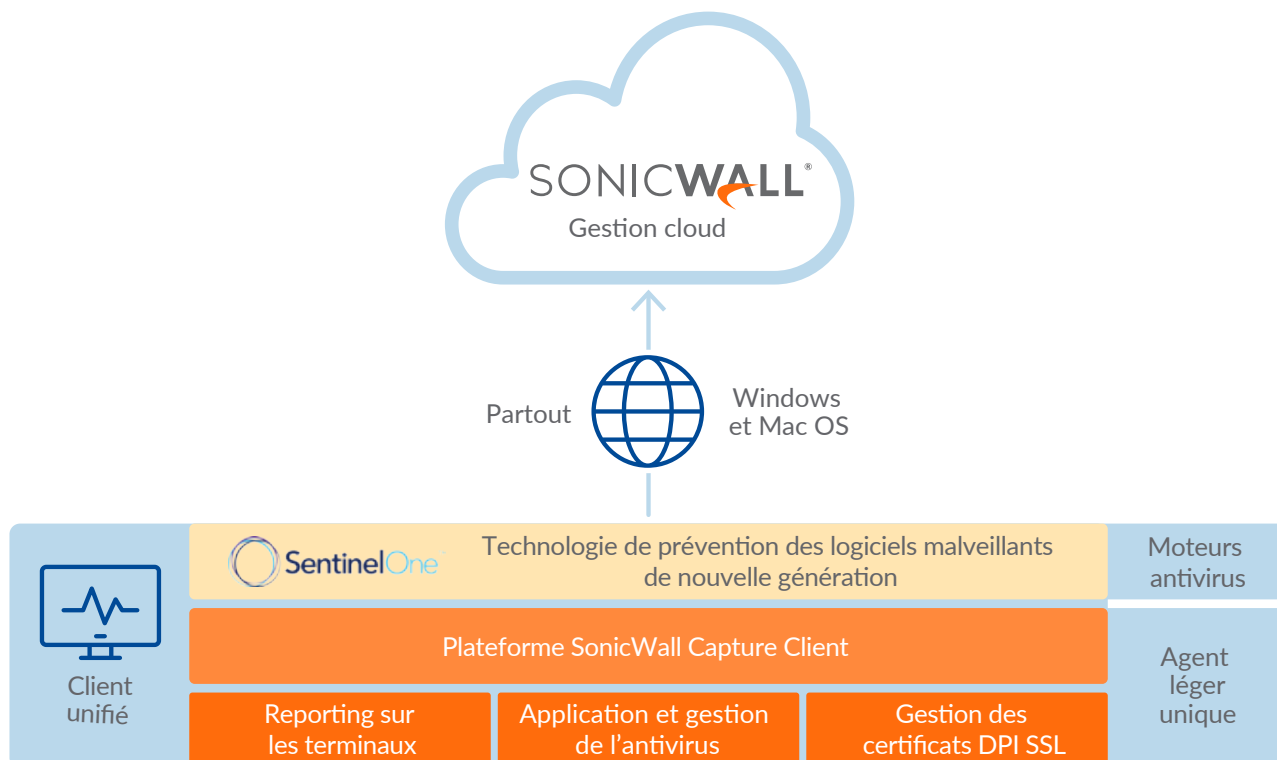 SONICWALL®
Gestion cloud
Partout
Windows
et Mac OS
SentinelOne
Technologie de prévention des logiciels malveillants
de nouvelle génération
Moteurs
antivirus
Plateforme SonicWall Capture Client
Client
unifié
Agent
léger
unique
Reporting sur
les terminaux
Application et gestion
de l’antivirus
Gestion des
certificats DPI SSL